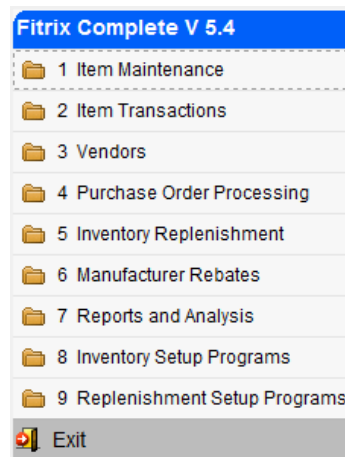 Fitrix Complete V 5.4
1 Item Maintenance
2 Item Transactions
3 Vendors
4 Purchase Order Processing
5 Inventory Replenishment
6 Manufacturer Rebates
7 Reports and Analysis
8 Inventory Setup Programs
9 Replenishment Setup Programs
Exit